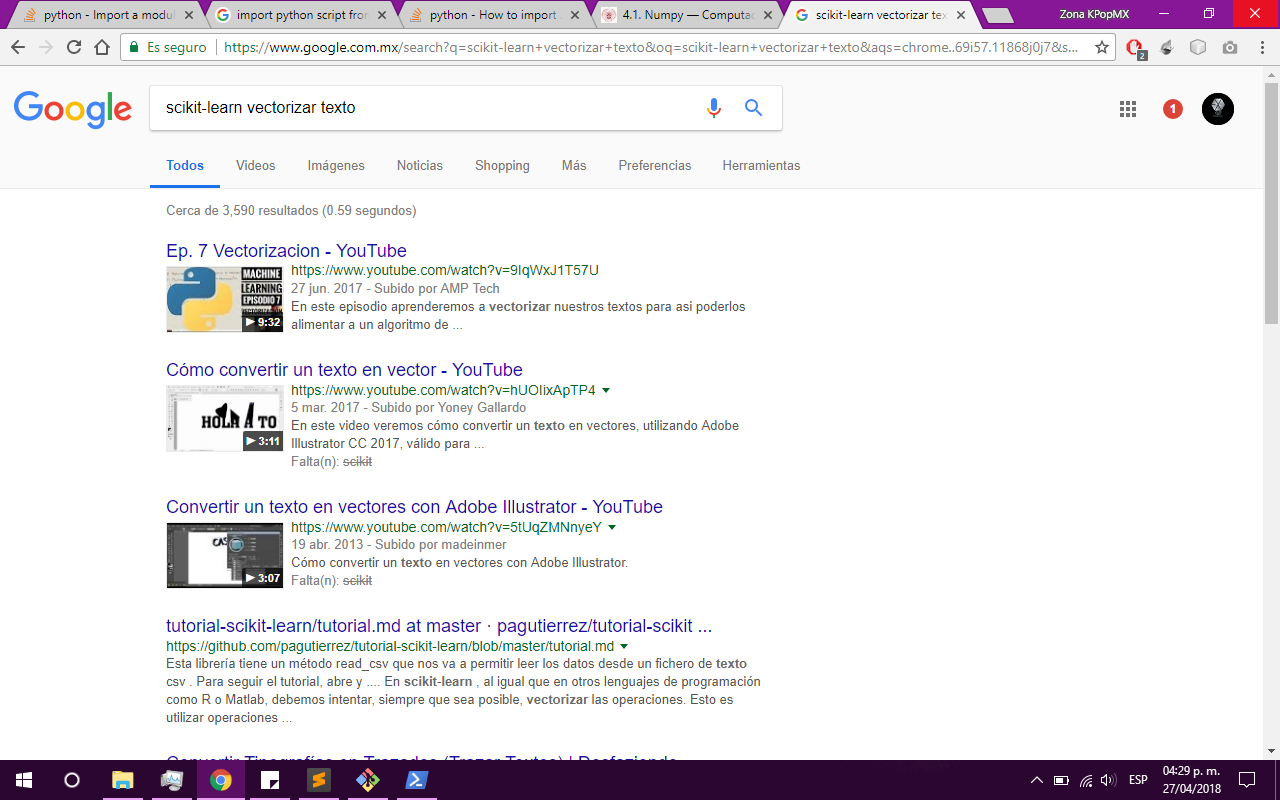 python - Import a modul
import python script fron
python - How to import
4.1. Numpy — Computac
scikit-learn vectorizar tex
Zona KPopMX
Es seguro
https://www.google.com.mx/search?q=scikit-learn+vectorizar+texto&oq=scikit-learn+vectorizar+texto&aqs=chrome..69i57.11868j0j7&s...
2
Google
scikit-learn vectorizar texto
1
Todos
Videos
Imágenes
Noticias
Shopping
Más
Preferencias
Herramientas
Cerca de 3,590 resultados (0.59 segundos)
Ep. 7 Vectorizacion - YouTube
https://www.youtube.com/watch?v=9IqWxJ1T57U
27 jun. 2017 - Subido por AMP Tech
En este episodio aprenderemos a vectorizar nuestros textos para asi poderlos
alimentar a un algoritmo de ...
MACHINE
LEARNING
EPISODIO 7
9:32
Cómo convertir un texto en vector - YouTube
https://www.youtube.com/watch?v=hUOlixApTP4
5 mar. 2017 - Subido por Yoney Gallardo
En este video veremos cómo convertir un texto en vectores, utilizando Adobe
Illustrator CC 2017, válido para ...
Falta(n): scikit
HOLA A TO
3:11
Convertir un texto en vectores con Adobe Illustrator - YouTube
https://www.youtube.com/watch?v=5tUqZMNnyeY
19 abr. 2013 - Subido por madeinmer
Cómo convertir un texto en vectores con Adobe Illustrator.
Falta(n): scikit
3:07
tutorial-scikit-learn/tutorial.md at master · pagutierrez/tutorial-scikit ...
https://github.com/pagutierrez/tutorial-scikit-learn/blob/master/tutorial.md
Esta librería tiene un método read_csv que nos va a permitir leer los datos desde un fichero de texto
csv . Para seguir el tutorial, abre y .... En scikit-learn , al igual que en otros lenguajes de programación
como R o Matlab, debemos intentar, siempre que sea posible, vectorizar las operaciones. Esto es
utilizar operaciones ...
Convertir Tipografías en Trazados (Trazar Textos) | Desfaziendo
ESP
04:29 p. m.
27/04/2018